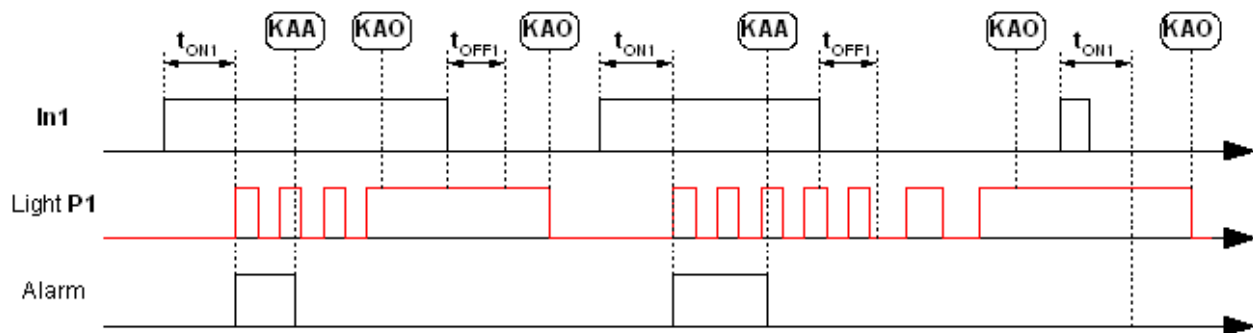 KAA KAO KAO KAA KAO KAO
tON1 tOFF1 tON1 tOFF1 tON1
In1
Light P1
Alarm